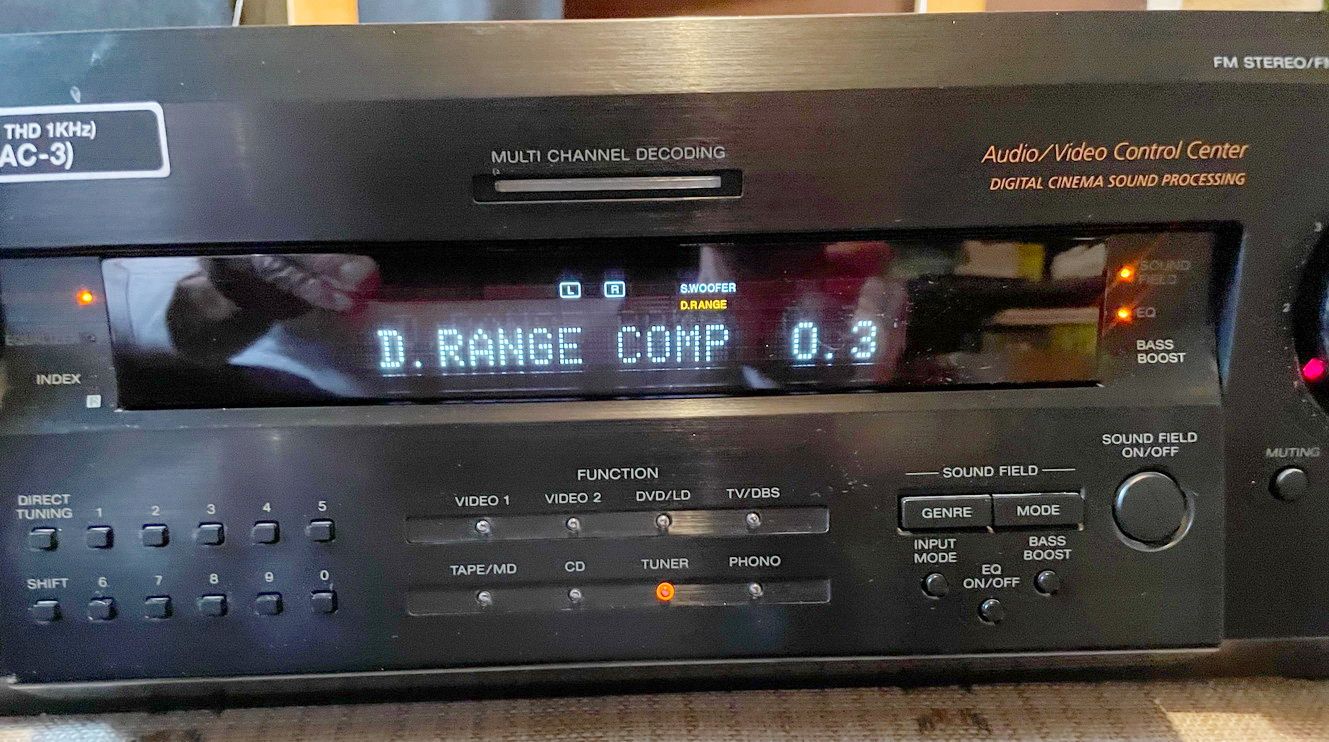 FM STEREO/FM
THD 1KHz)
AC-3)
MULTI CHANNEL DECODING
Audio/Video Control Center
DIGITAL CINEMA SOUND PROCESSING
L R S.WOOFER
D.RANGE
D.RANGE COMP 0.3
SOUND
FIELD
EQ
BASS
BOOST
INDEX
3
2
DIRECT
TUNING 1 2 3 4 5
SHIFT 6 7 8 9 0
FUNCTION
VIDEO 1 VIDEO 2 DVD/LD TV/DBS
TAPE/MD CD TUNER PHONO
SOUND FIELD
GENRE MODE
INPUT
MODE
EQ
ON/OFF
BASS
BOOST
SOUND FIELD
ON/OFF
MUTING